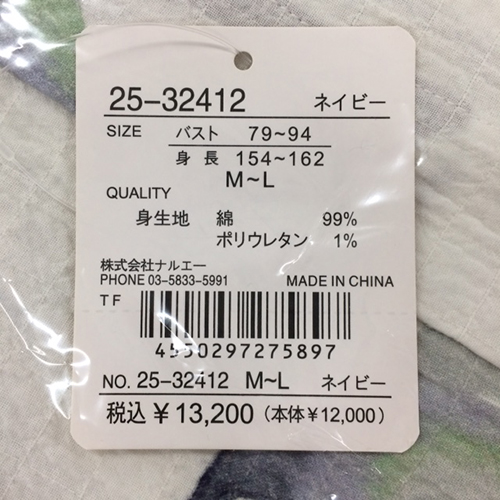 25-32412 ネイビー
SIZE バスト 79~94
身長 154~162
M~L
QUALITY
身生地 綿 99%
ポリウレタン 1%
株式会社ナルエー
PHONE 03-5833-5991 MADE IN CHINA
TF
4550297275897
NO. 25-32412 M~L ネイビー
税込¥13,200(本体¥12,000)